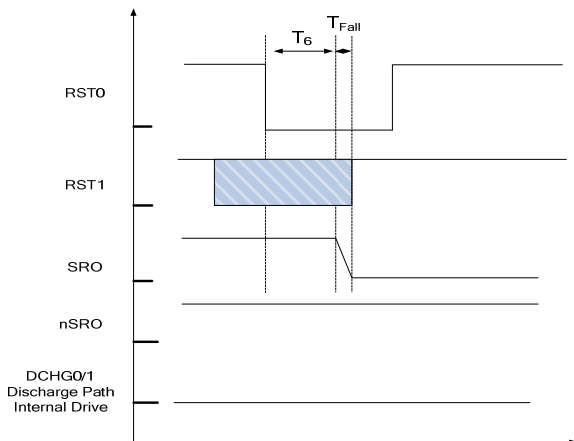 T6
TFall
RST0
RST1
SRO
nSRO
DCHG0/1
Discharge Path
Internal Drive